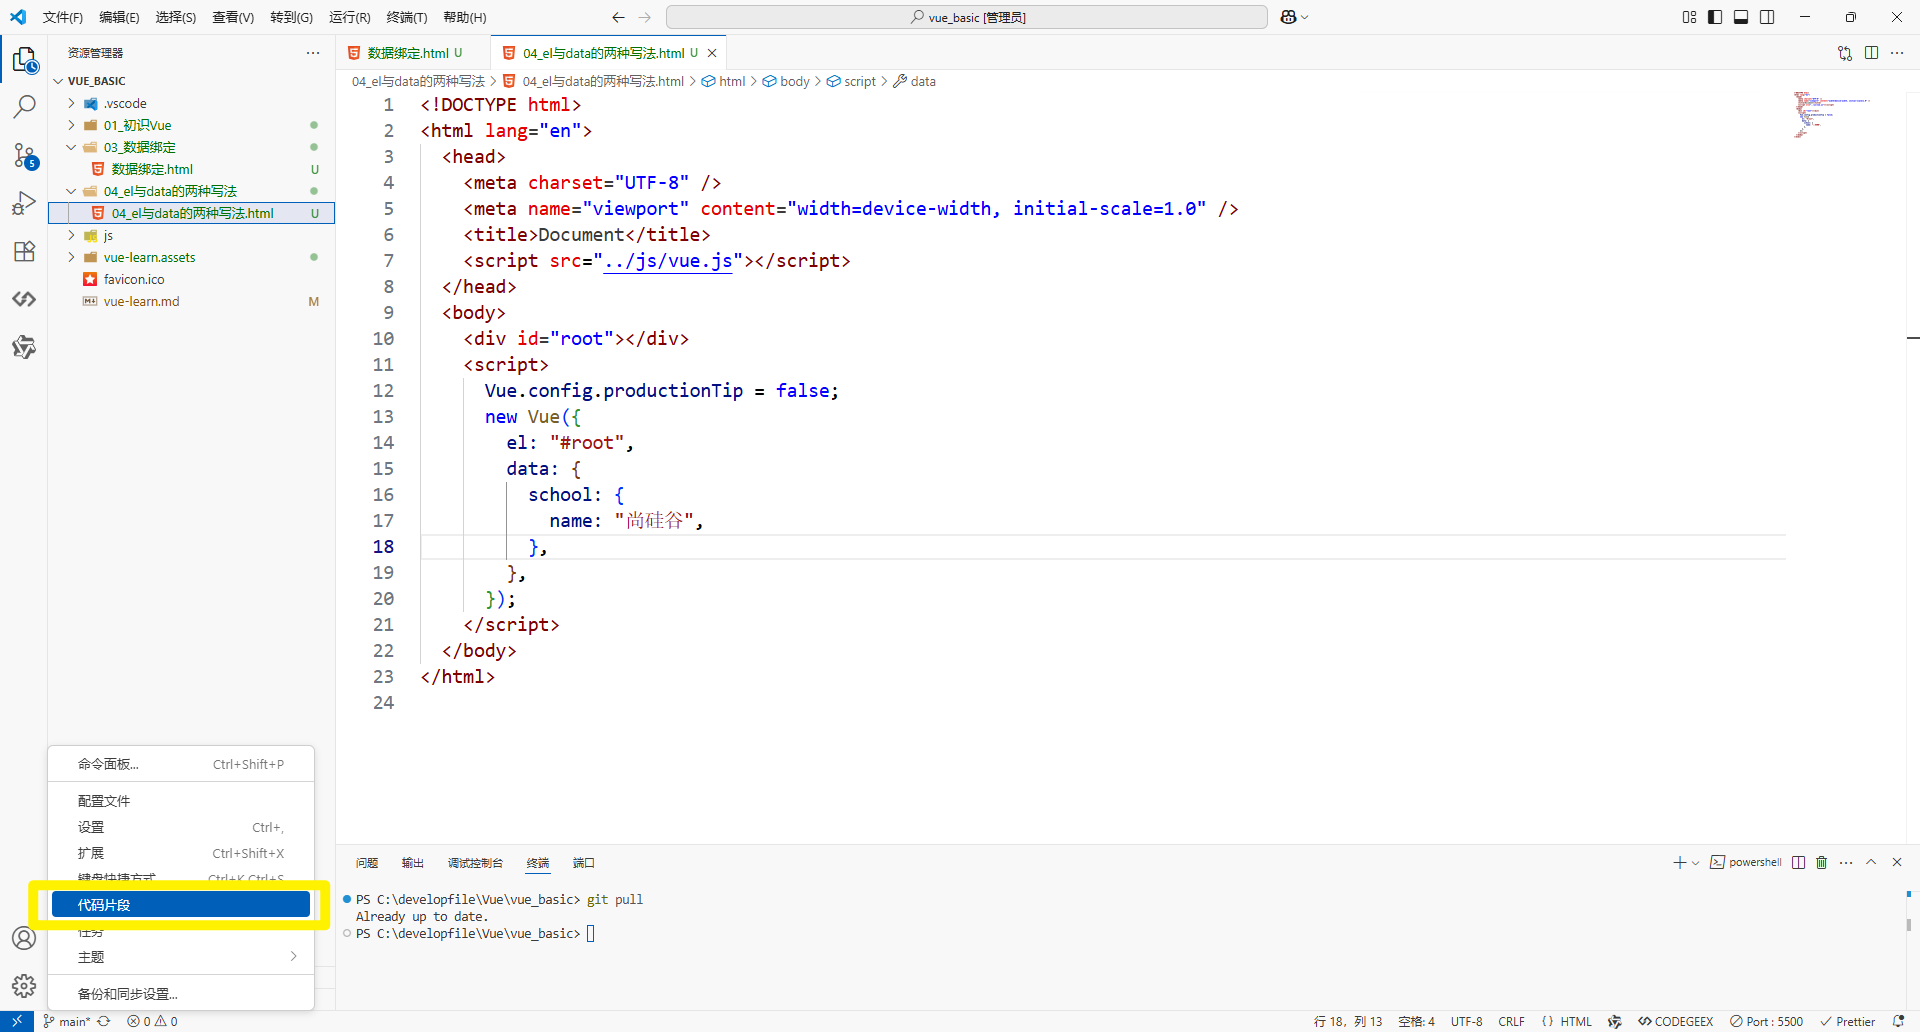 文件(F) 编辑(E) 选择(S) 查看(V) 转到(G) 运行(R) 终端(T) 帮助(H)
vue_basic [管理员]
资源管理器
VUE_BASIC
.vscode
01_初识Vue
03_数据绑定
数据绑定.html U
04_el与data的两种写法
04_el与data的两种写法.html U
js
vue-learn.assets
favicon.ico
vue-learn.md M
5
数据绑定.html U
04_el与data的两种写法.html U
04_el与data的两种写法 > 04_el与data的两种写法.html > html > body > script > data
1 <!DOCTYPE html>
2 <html lang="en">
3 <head>
4 <meta charset="UTF-8" />
5 <meta name="viewport" content="width=device-width, initial-scale=1.0" />
6 <title>Document</title>
7 <script src="../js/vue.js"></script>
8 </head>
9 <body>
10 <div id="root"></div>
11 <script>
12 Vue.config.productionTip = false;
13 new Vue({
14 el: "#root",
15 data: {
16 school: {
17 name: "尚硅谷",
18 },
19 },
20 });
21 </script>
22 </body>
23 </html>
24
命令面板... Ctrl+Shift+P
配置文件
设置 Ctrl+,
扩展 Ctrl+Shift+X
键盘快捷方式 Ctrl+K Ctrl+S
代码片段
任务
主题
备份和同步设置...
问题 输出 调试控制台 终端 端口
powershell
PS C:\developfile\Vue\vue_basic> git pull
Already up to date.
PS C:\developfile\Vue\vue_basic>
main* 0 0
行 18，列 13 空格: 4 UTF-8 CRLF {} HTML CODEGEEX Port : 5500 Prettier